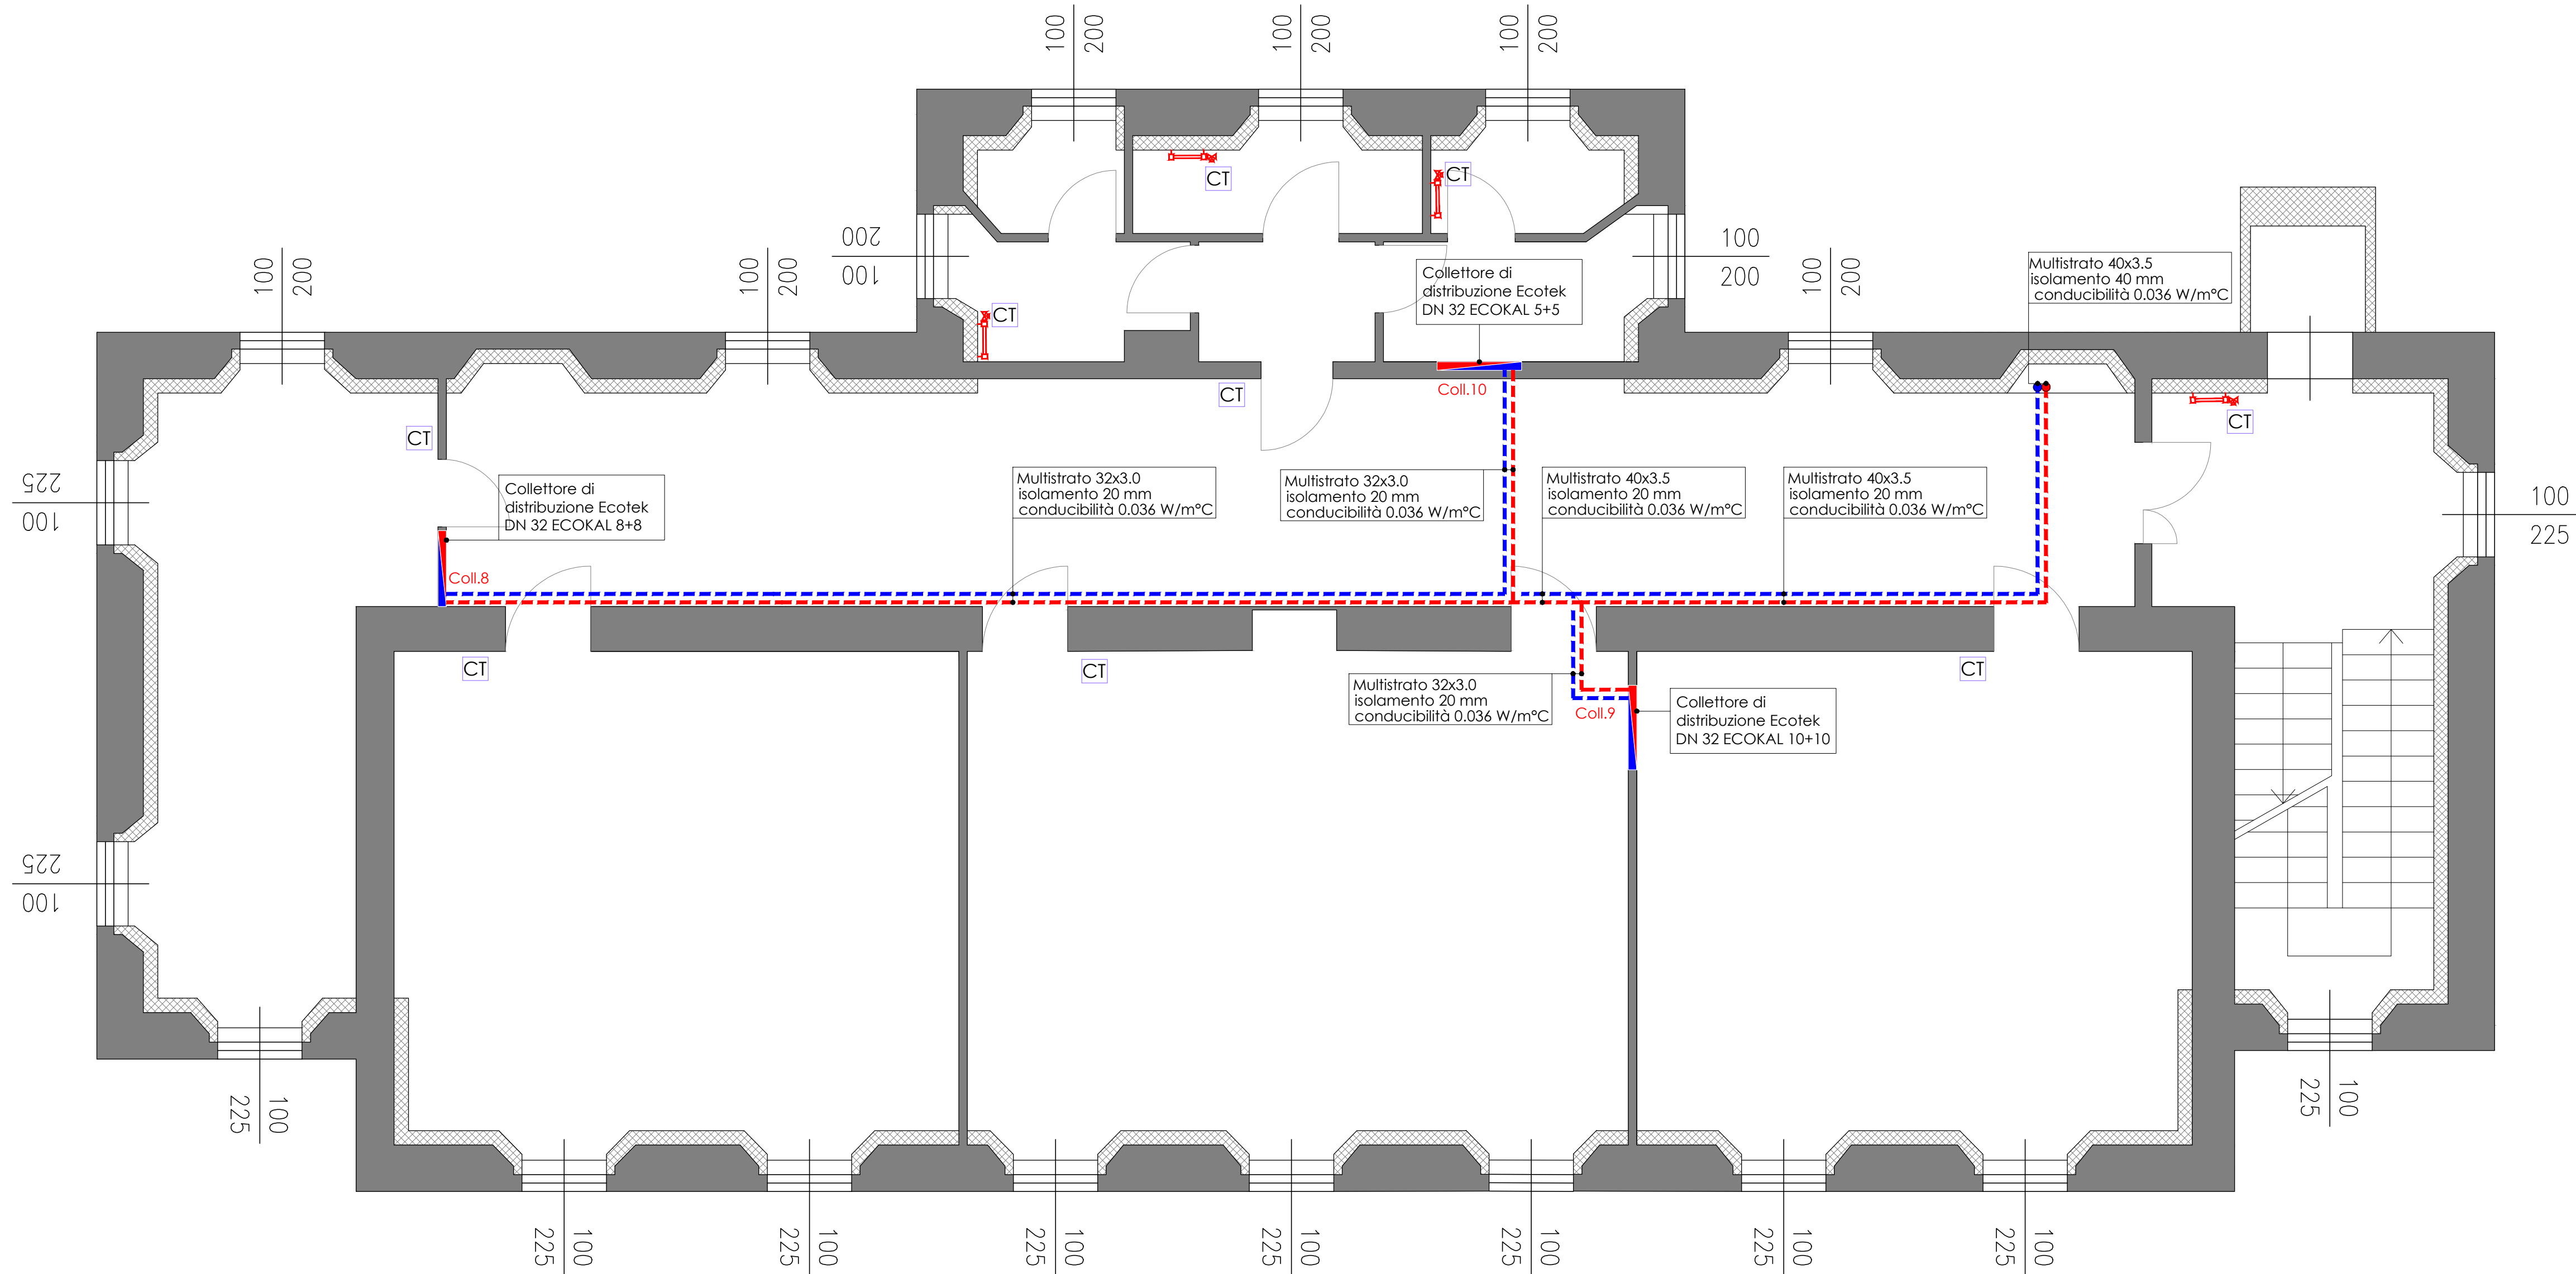 100
200
100
200
100
200
CT
CT
200
100
100
200
100
200
100
200
100
200
Collettore di
distribuzione Ecotek
DN 32 ECOKAL 5+5
Multistrato 40x3.5
isolamento 40 mm
conducibilità 0.036 W/m°C
CT
CT
Coll.10
CT
CT
225
100
Collettore di
distribuzione Ecotek
DN 32 ECOKAL 8+8
Multistrato 32x3.0
isolamento 20 mm
conducibilità 0.036 W/m°C
Multistrato 32x3.0
isolamento 20 mm
conducibilità 0.036 W/m°C
Multistrato 40x3.5
isolamento 20 mm
conducibilità 0.036 W/m°C
Multistrato 40x3.5
isolamento 20 mm
conducibilità 0.036 W/m°C
100
225
Coll.8
CT
CT
CT
Multistrato 32x3.0
isolamento 20 mm
conducibilità 0.036 W/m°C
Coll.9
Collettore di
distribuzione Ecotek
DN 32 ECOKAL 10+10
225
100
225
100
225
100
225
100
225
100
225
100
225
100
225
100
225
100
225
100